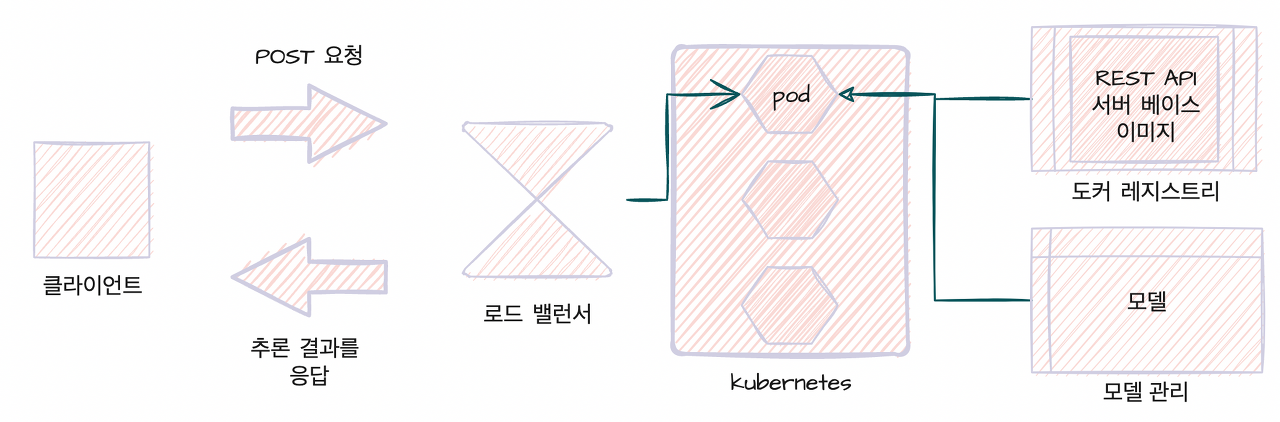 POST 요청
클라이언트
추론 결과를
응답
로드 밸런서
pod
kubernetes
REST API
서버 베이스
이미지
도커 레지스트리
모델
모델 관리